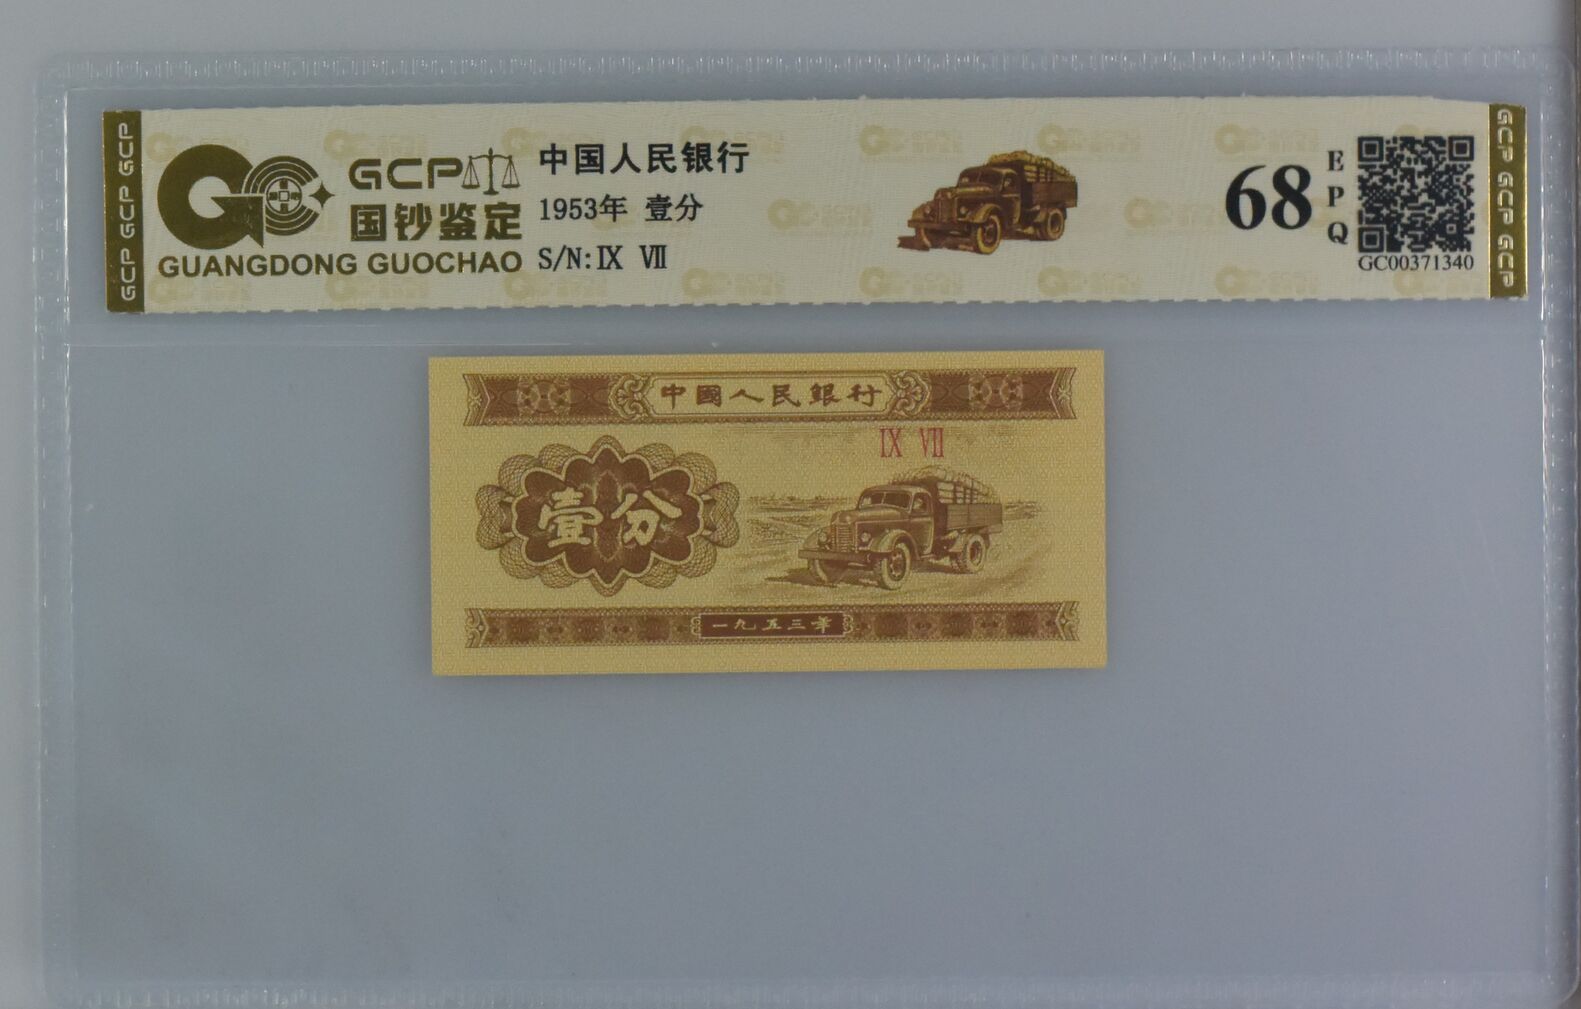 GCP GCP GCP
GCP
国钞鉴定
GUANGDONG GUOCHAO
中国人民银行
1953年 壹分
S/N:Ⅸ Ⅶ
68
EPQ
GC00371340
GCP GCP GCP
中國人民銀行
Ⅸ Ⅶ
壹分
一九五三年